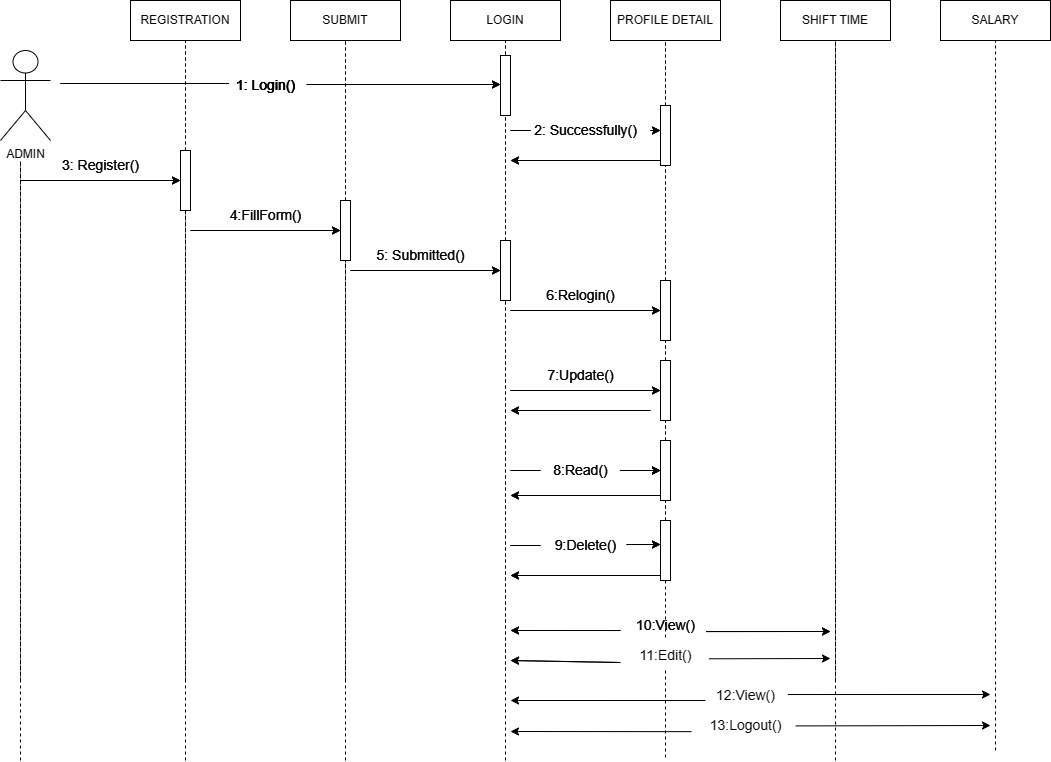 REGISTRATION
SUBMIT
LOGIN
PROFILE DETAIL
SHIFT TIME
SALARY
1: Login()
2: Successfully()
ADMIN
3: Register()
4:FillForm()
5: Submitted()
6:Relogin()
7:Update()
8:Read()
9:Delete()
10:View()
11:Edit()
12:View()
13:Logout()